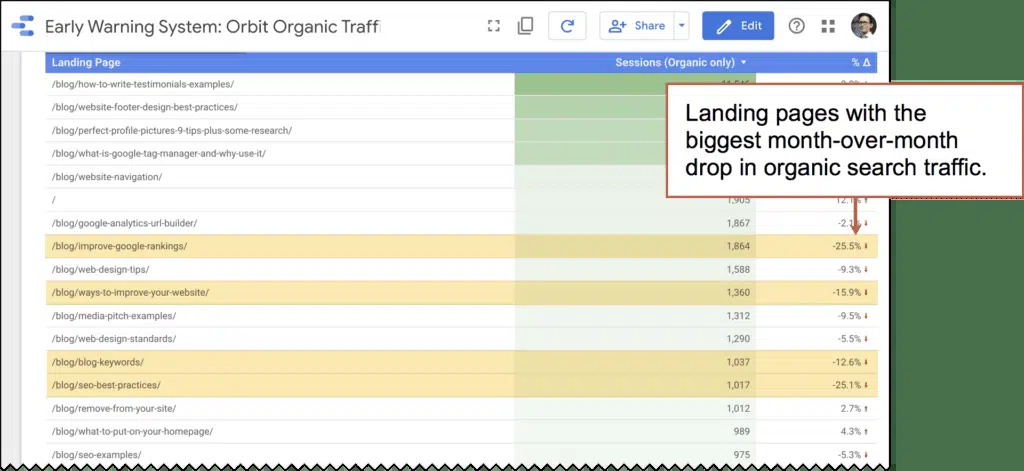 Early Warning System: Orbit Organic Traffi
Share
Edit
Landing Page Sessions (Organic only) % Δ
/blog/how-to-write-testimonials-examples/
/blog/website-footer-design-best-practices/
/blog/perfect-profile-pictures-9-tips-plus-some-research/
/blog/what-is-google-tag-manager-and-why-use-it/
/blog/website-navigation/
Landing pages with the
biggest month-over-month
drop in organic search traffic.
/ 1,905 12.1%
/blog/google-analytics-url-builder/ 1,867 -2.1%
/blog/improve-google-rankings/ 1,864 -25.5%
/blog/web-design-tips/ 1,588 -9.3%
/blog/ways-to-improve-your-website/ 1,360 -15.9%
/blog/media-pitch-examples/ 1,312 -9.5%
/blog/web-design-standards/ 1,290 -5.5%
/blog/blog-keywords/ 1,037 -12.6%
/blog/seo-best-practices/ 1,017 -25.1%
/blog/remove-from-your-site/ 1,012 2.7%
/blog/what-to-put-on-your-homepage/ 989 4.3%
/blog/seo-examples/ 975 -5.3%